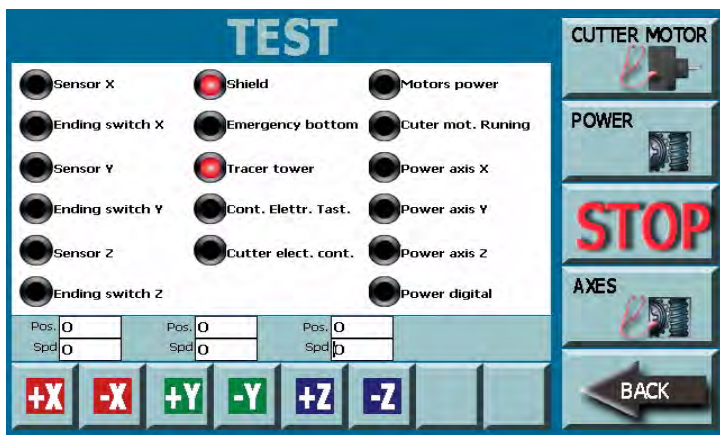 TEST
Sensor X
Shield
Motors power
Ending switch X
Emergency bottom
Cuter mot. Runing
Sensor Y
Tracer tower
Power axis X
Ending switch Y
Cont. Elettr. Tast.
Power axis Y
Sensor Z
Cutter elect. cont.
Power axis Z
Ending switch Z
Power digital
Pos. 0
Pos. 0
Pos. 0
Spd 0
Spd 0
Spd 0
+X
-X
+Y
-Y
+Z
-Z
CUTTER MOTOR
POWER
STOP
AXES
BACK